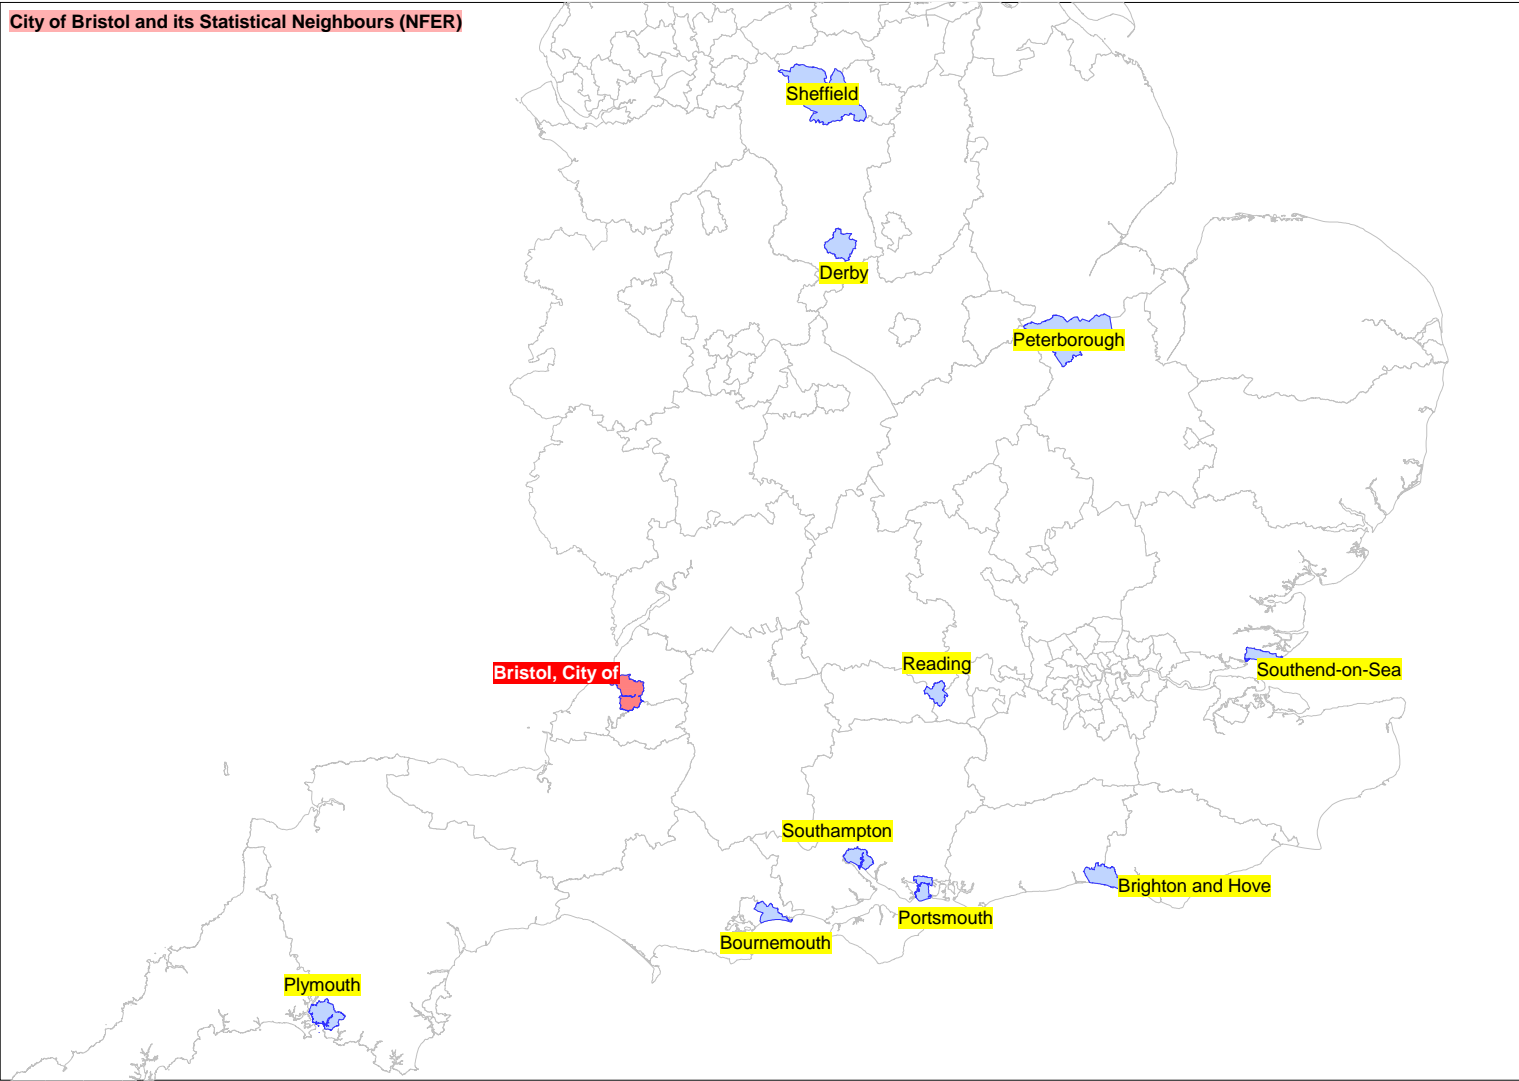 City of Bristol and its Statistical Neighbours (NFER)
Sheffield
Derby
Peterborough
Reading
Southend-on-Sea
Bristol, City of
Southampton
Brighton and Hove
Portsmouth
Bournemouth
Plymouth